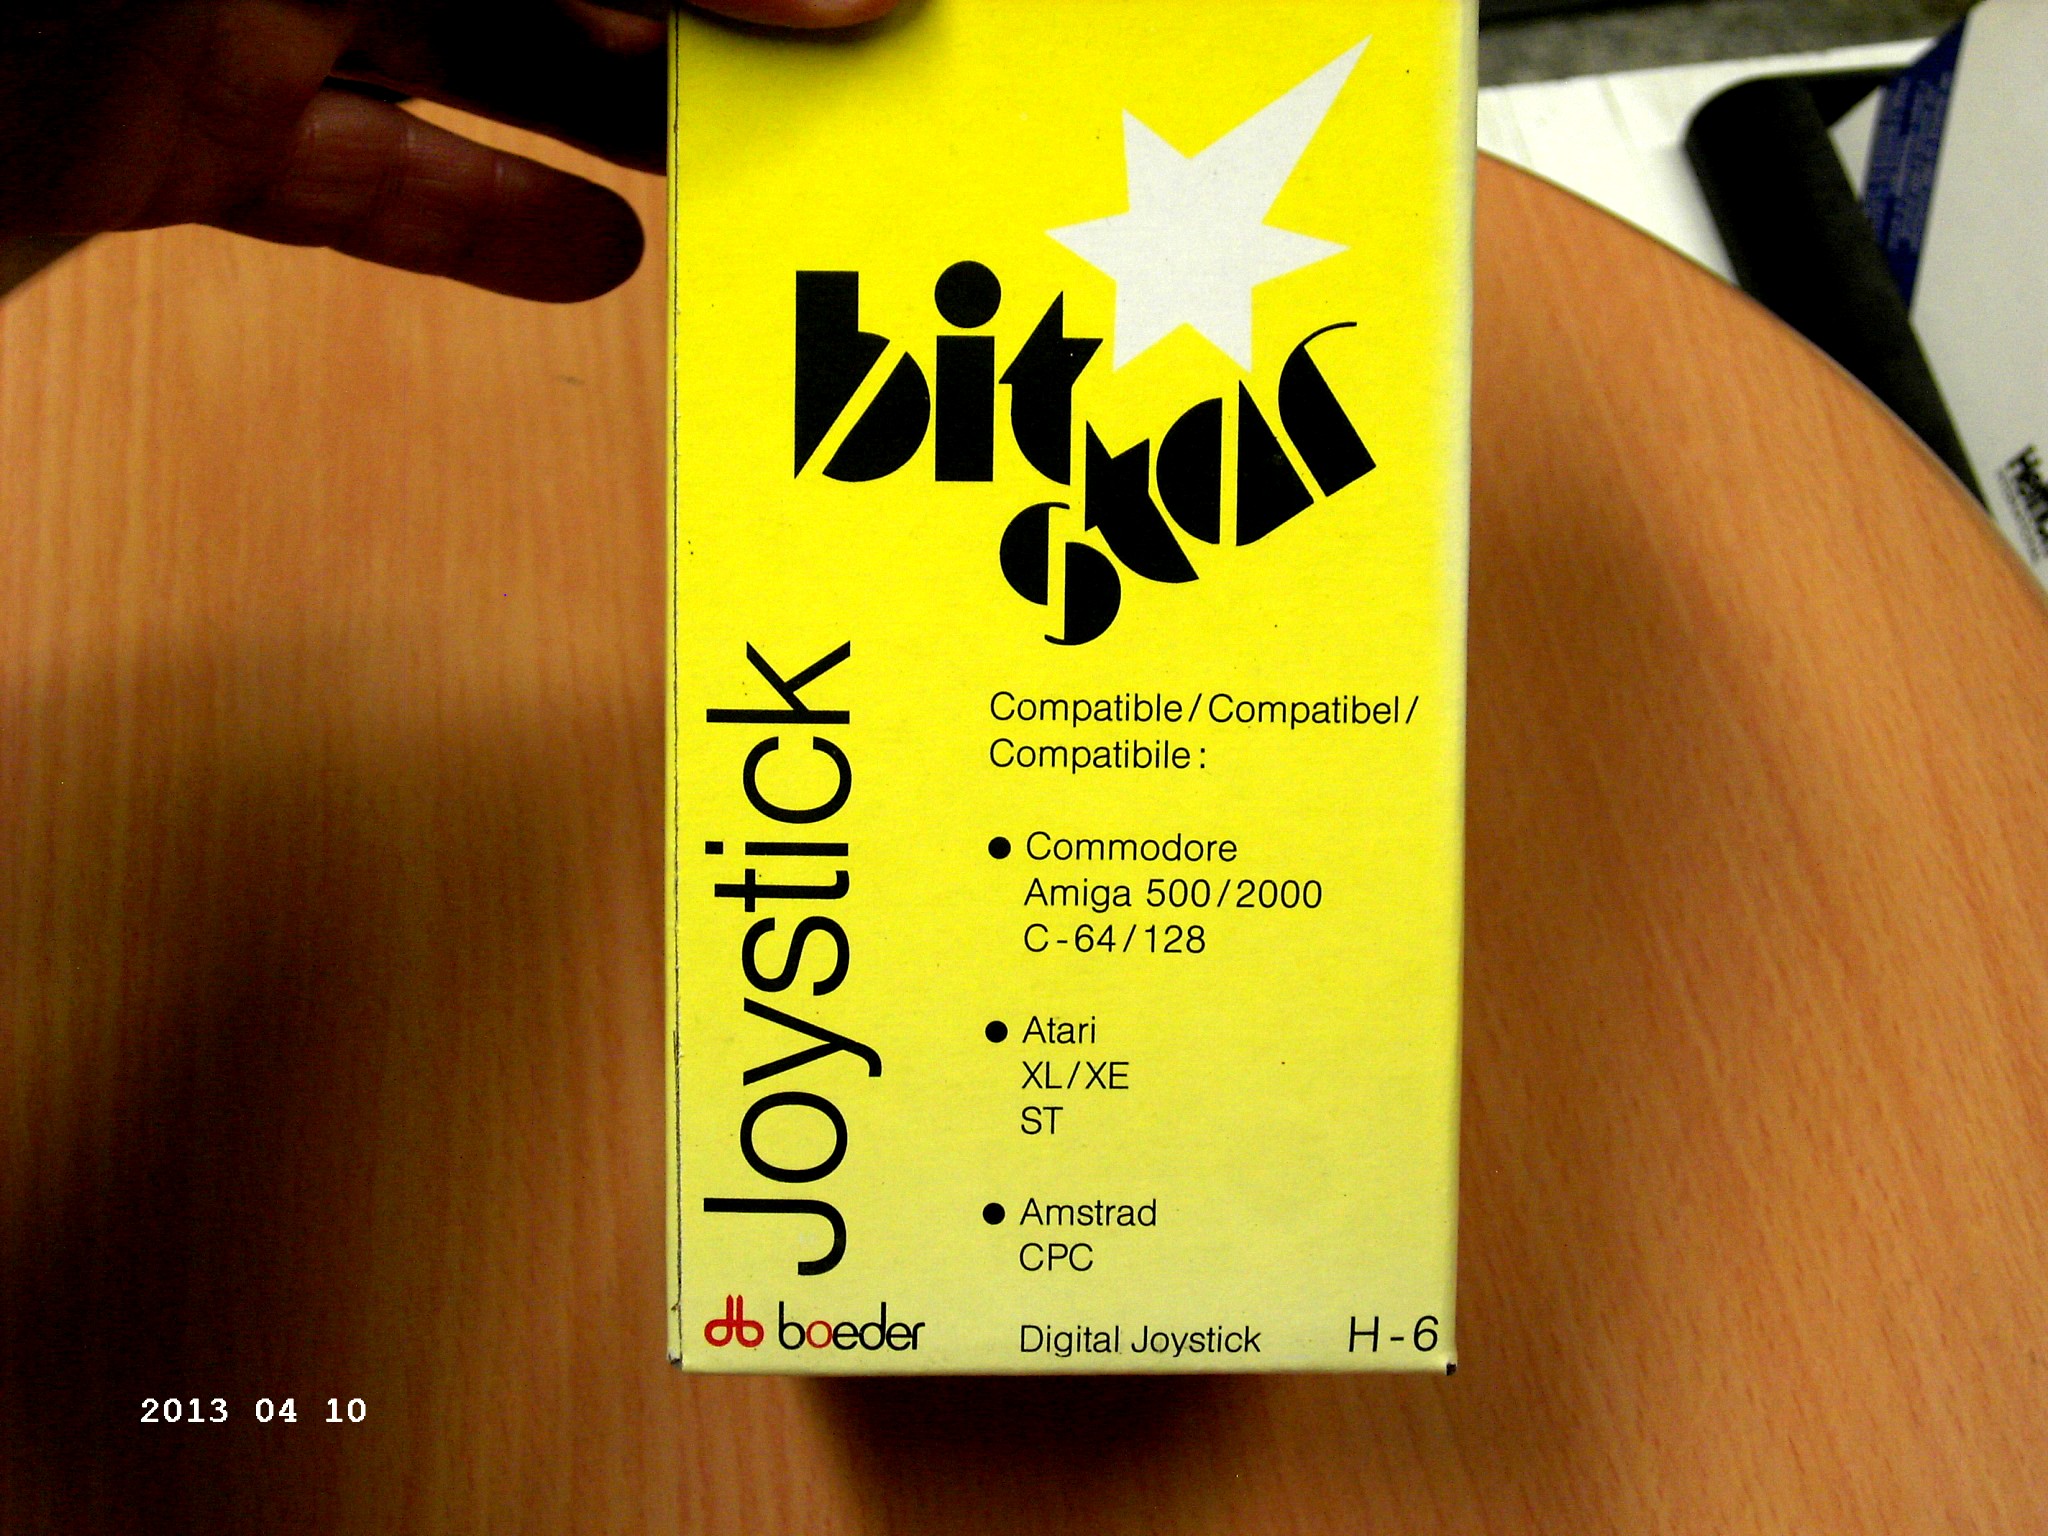 bit
star
Joystick
Compatible/Compatibel/
Compatibile:
● Commodore
Amiga 500/2000
C-64/128
● Atari
XL/XE
ST
● Amstrad
CPC
boeder
Digital Joystick
H-6
2013 04 10